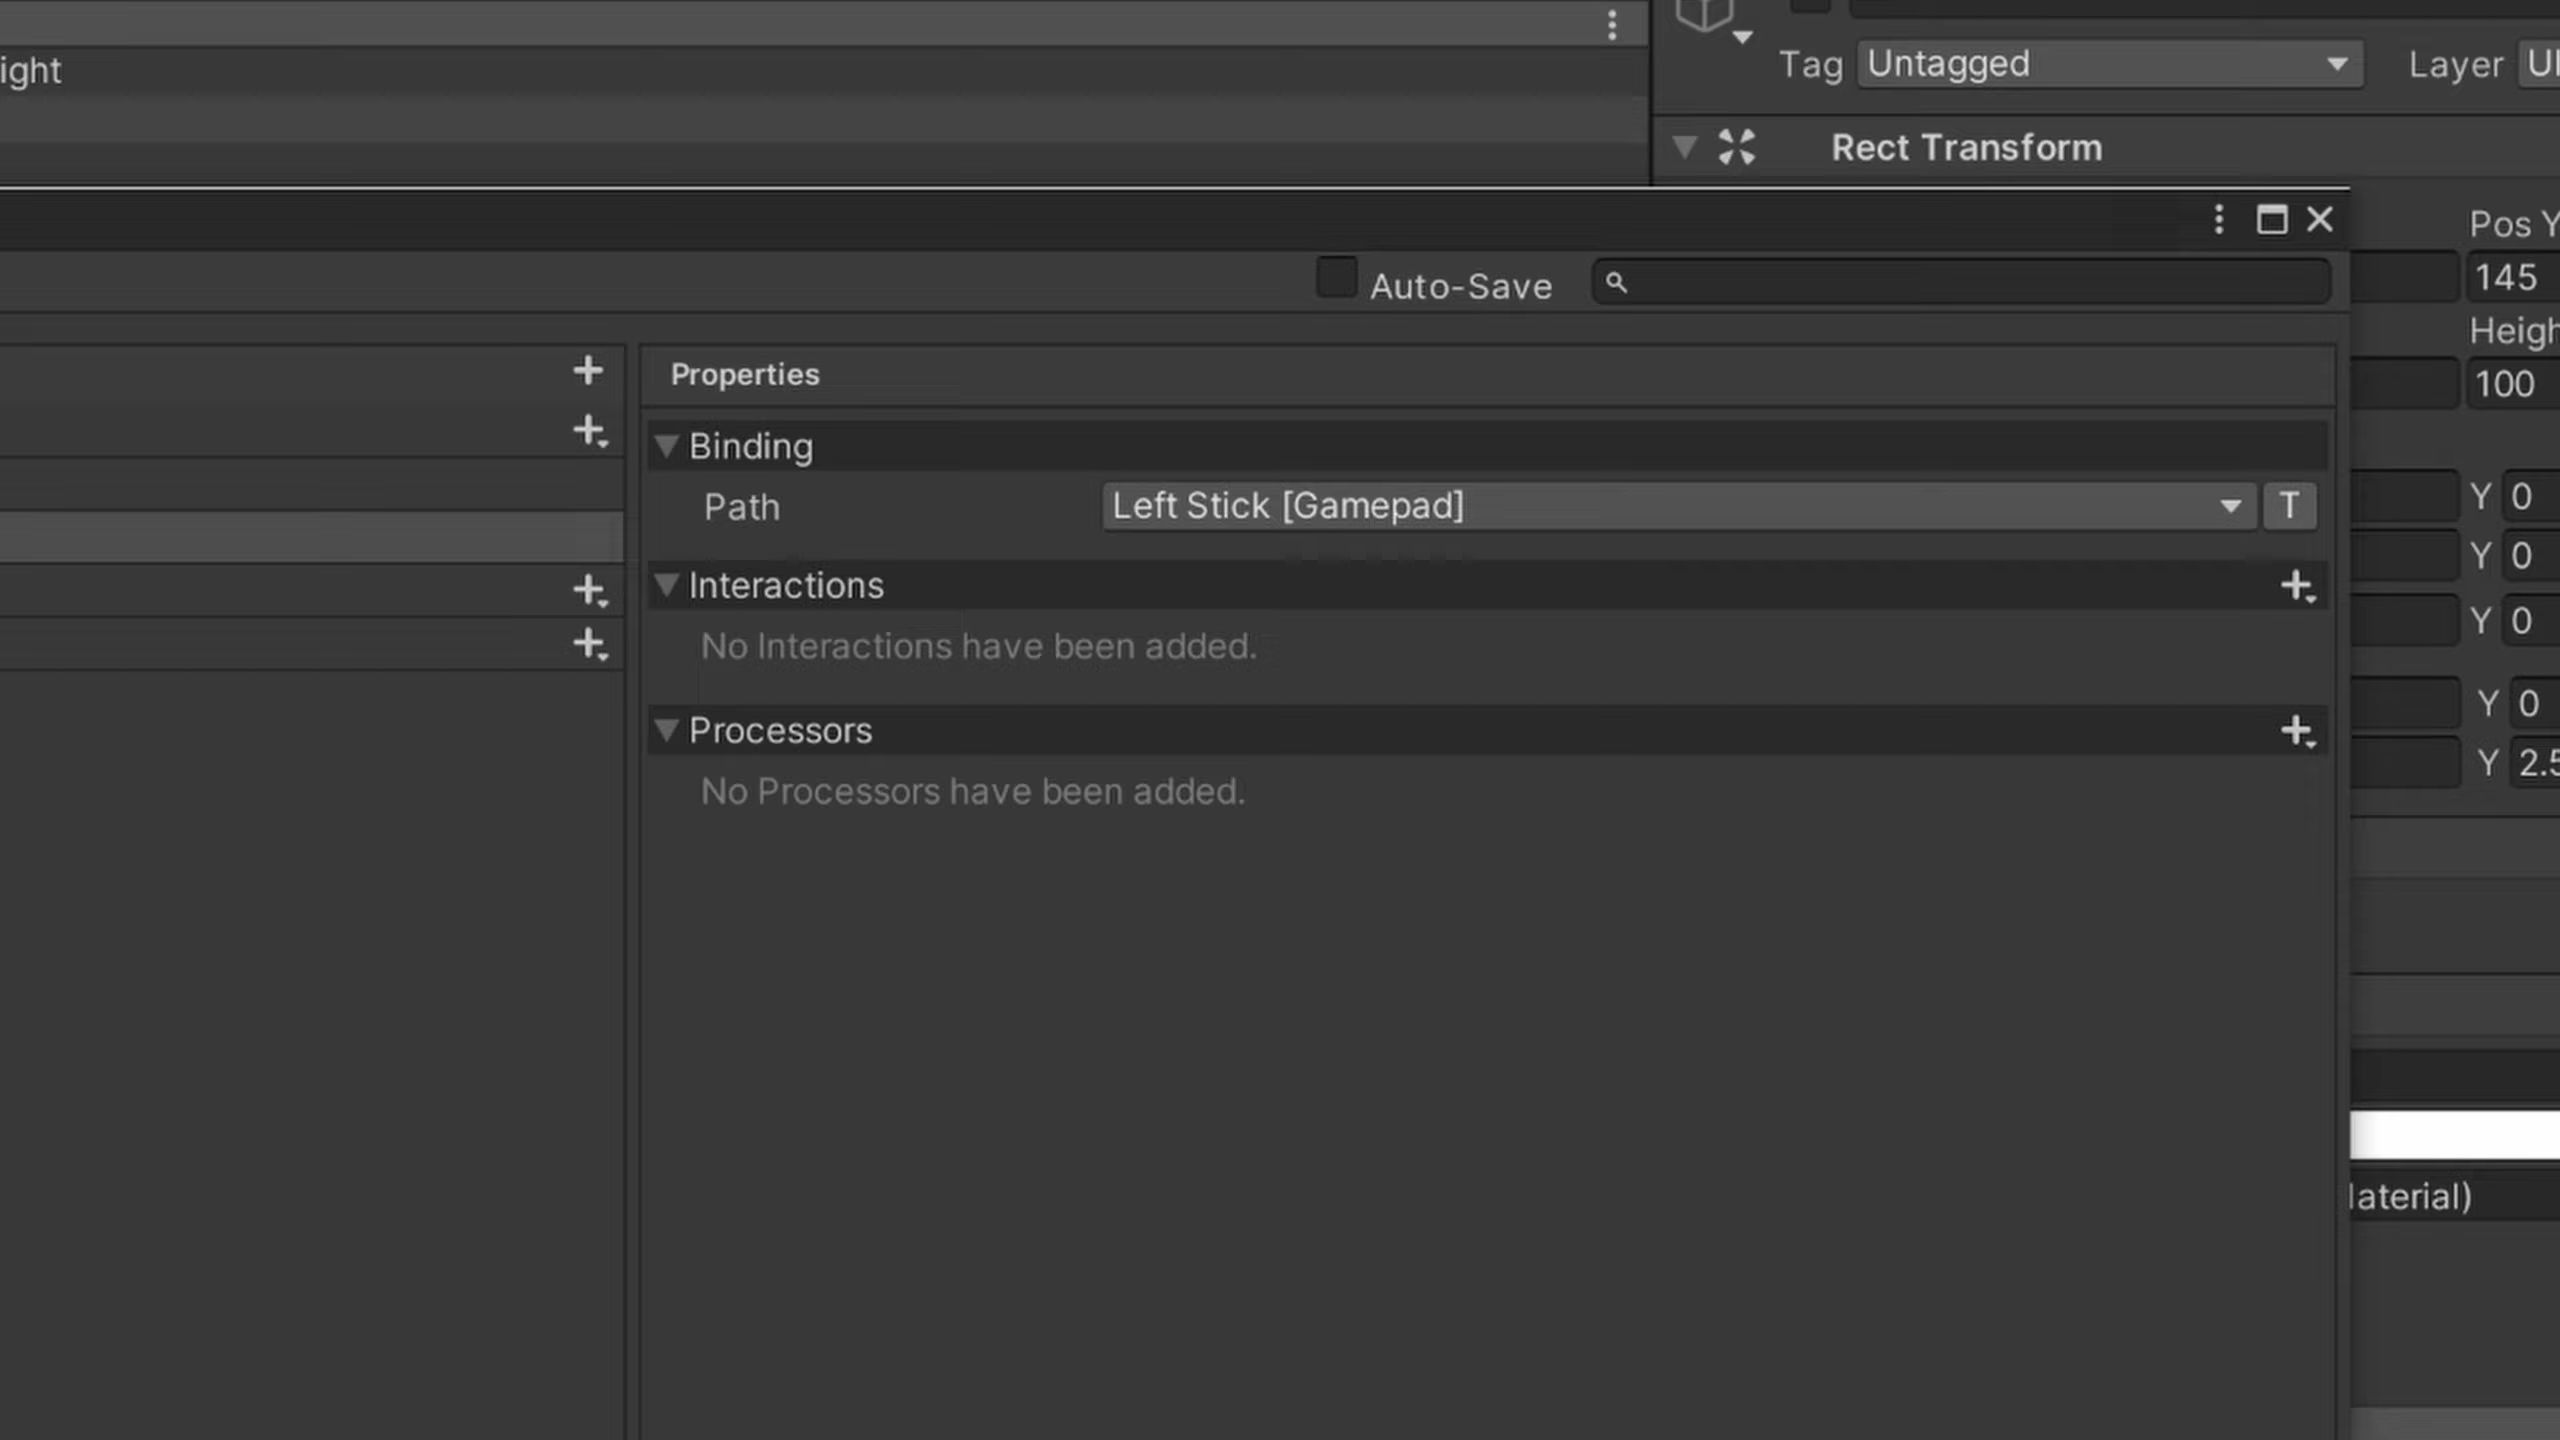 ight
Tag Untagged Layer UI
Rect Transform
Pos Y
Auto-Save
145
Heigh
100
Properties
Binding
Path Left Stick [Gamepad] T
Y 0
Interactions
Y 0
No Interactions have been added.
Y 0
Processors
Y 0
No Processors have been added.
Y 2.5
laterial)